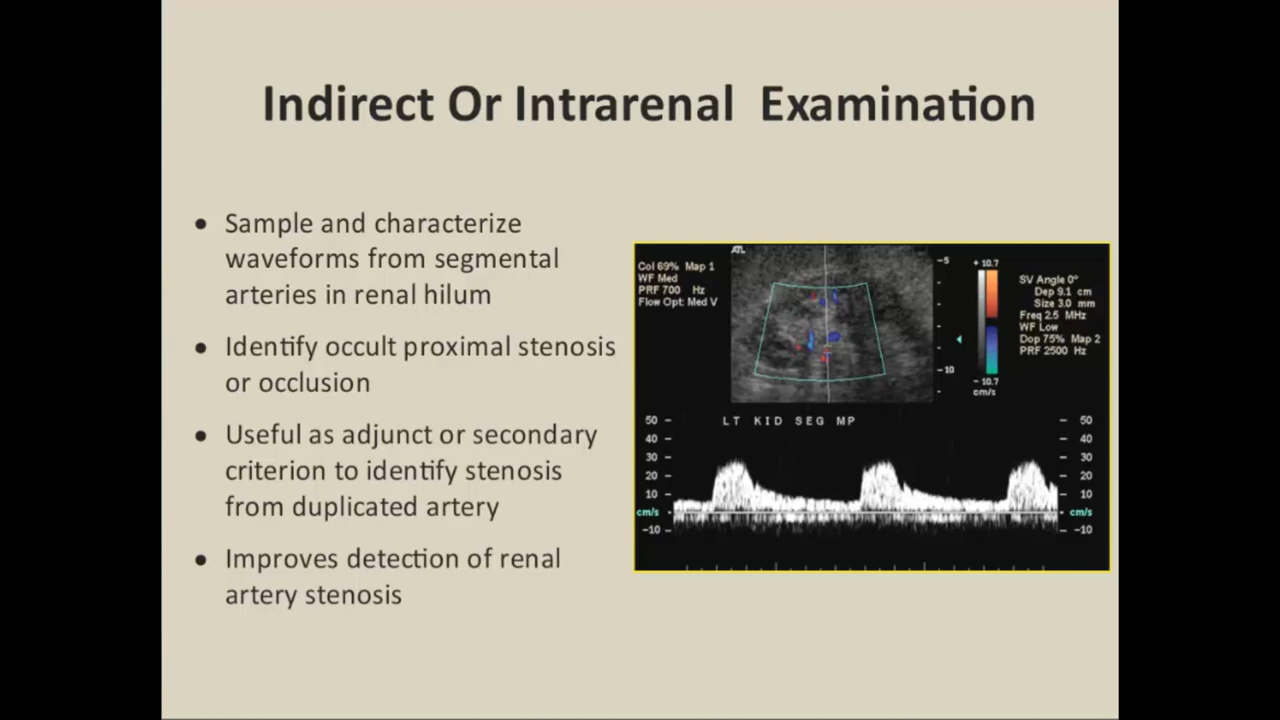 Indirect Or Intrarenal Examination
• Sample and characterize
waveforms from segmental
arteries in renal hilum
• Identify occult proximal stenosis
or occlusion
• Useful as adjunct or secondary
criterion to identify stenosis
from duplicated artery
• Improves detection of renal
artery stenosis
ATL
Col 69% Map 1
WF Med
PRF 700 Hz
Flow Opt: Med V
5
10
+ 10.7
- 10.7
cm/s
SV Angle 0°
Dep 9.1 cm
Size 3.0 mm
Freq 2.5 MHz
WF Low
Dop 75% Map 2
PRF 2500 Hz
LT KID SEG MP
50
40
30
20
10
cm/s
-10
50
40
30
20
10
cm/s
-10